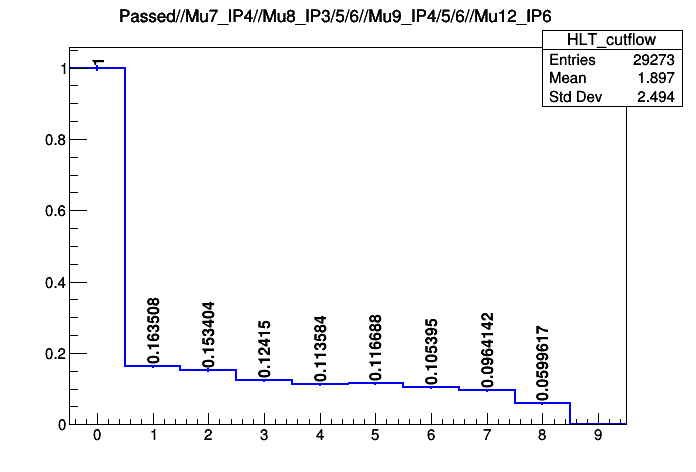 Passed//Mu7_IP4//Mu8_IP3/5/6//Mu9_IP4/5/6//Mu12_IP6
HLT_cutflow
Entries 29273
Mean 1.897
Std Dev 2.494
1
0.8
0.6
0.4
0.2
0
1
0.163508
0.153404
0.12415
0.113584
0.116688
0.105395
0.0964142
0.0599617
0 1 2 3 4 5 6 7 8 9